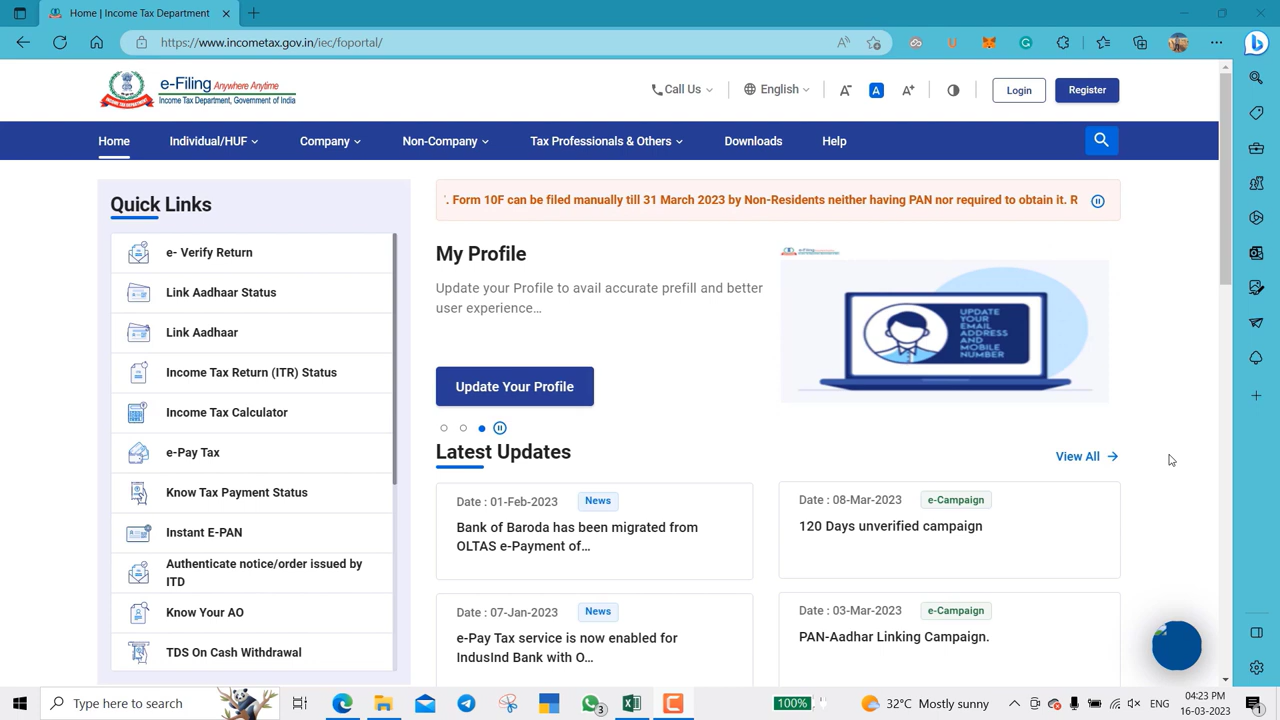 Home | Income Tax Department
https://www.incometax.gov.in/iec/foportal/
e-Filing Anywhere Anytime
Income Tax Department, Government of India
Call Us
English
A-
A
A+
Login
Register
Home
Individual/HUF
Company
Non-Company
Tax Professionals & Others
Downloads
Help
Quick Links
e- Verify Return
Link Aadhaar Status
Link Aadhaar
Income Tax Return (ITR) Status
Income Tax Calculator
e-Pay Tax
Know Tax Payment Status
Instant E-PAN
Authenticate notice/order issued by
ITD
Know Your AO
TDS On Cash Withdrawal
. Form 10F can be filed manually till 31 March 2023 by Non-Residents neither having PAN nor required to obtain it. R
My Profile
Update your Profile to avail accurate prefill and better
user experience...
Update Your Profile
UPDATE
YOUR
EMAIL
ADDRESS
AND
MOBILE
NUMBER
Latest Updates
View All
Date : 01-Feb-2023 News
Bank of Baroda has been migrated from
OLTAS e-Payment of...
Date : 08-Mar-2023 e-Campaign
120 Days unverified campaign
Date : 07-Jan-2023 News
e-Pay Tax service is now enabled for
IndusInd Bank with O...
Date : 03-Mar-2023 e-Campaign
PAN-Aadhar Linking Campaign.
Type here to search
3
100%
32°C Mostly sunny
ENG
04:23 PM
16-03-2023
1